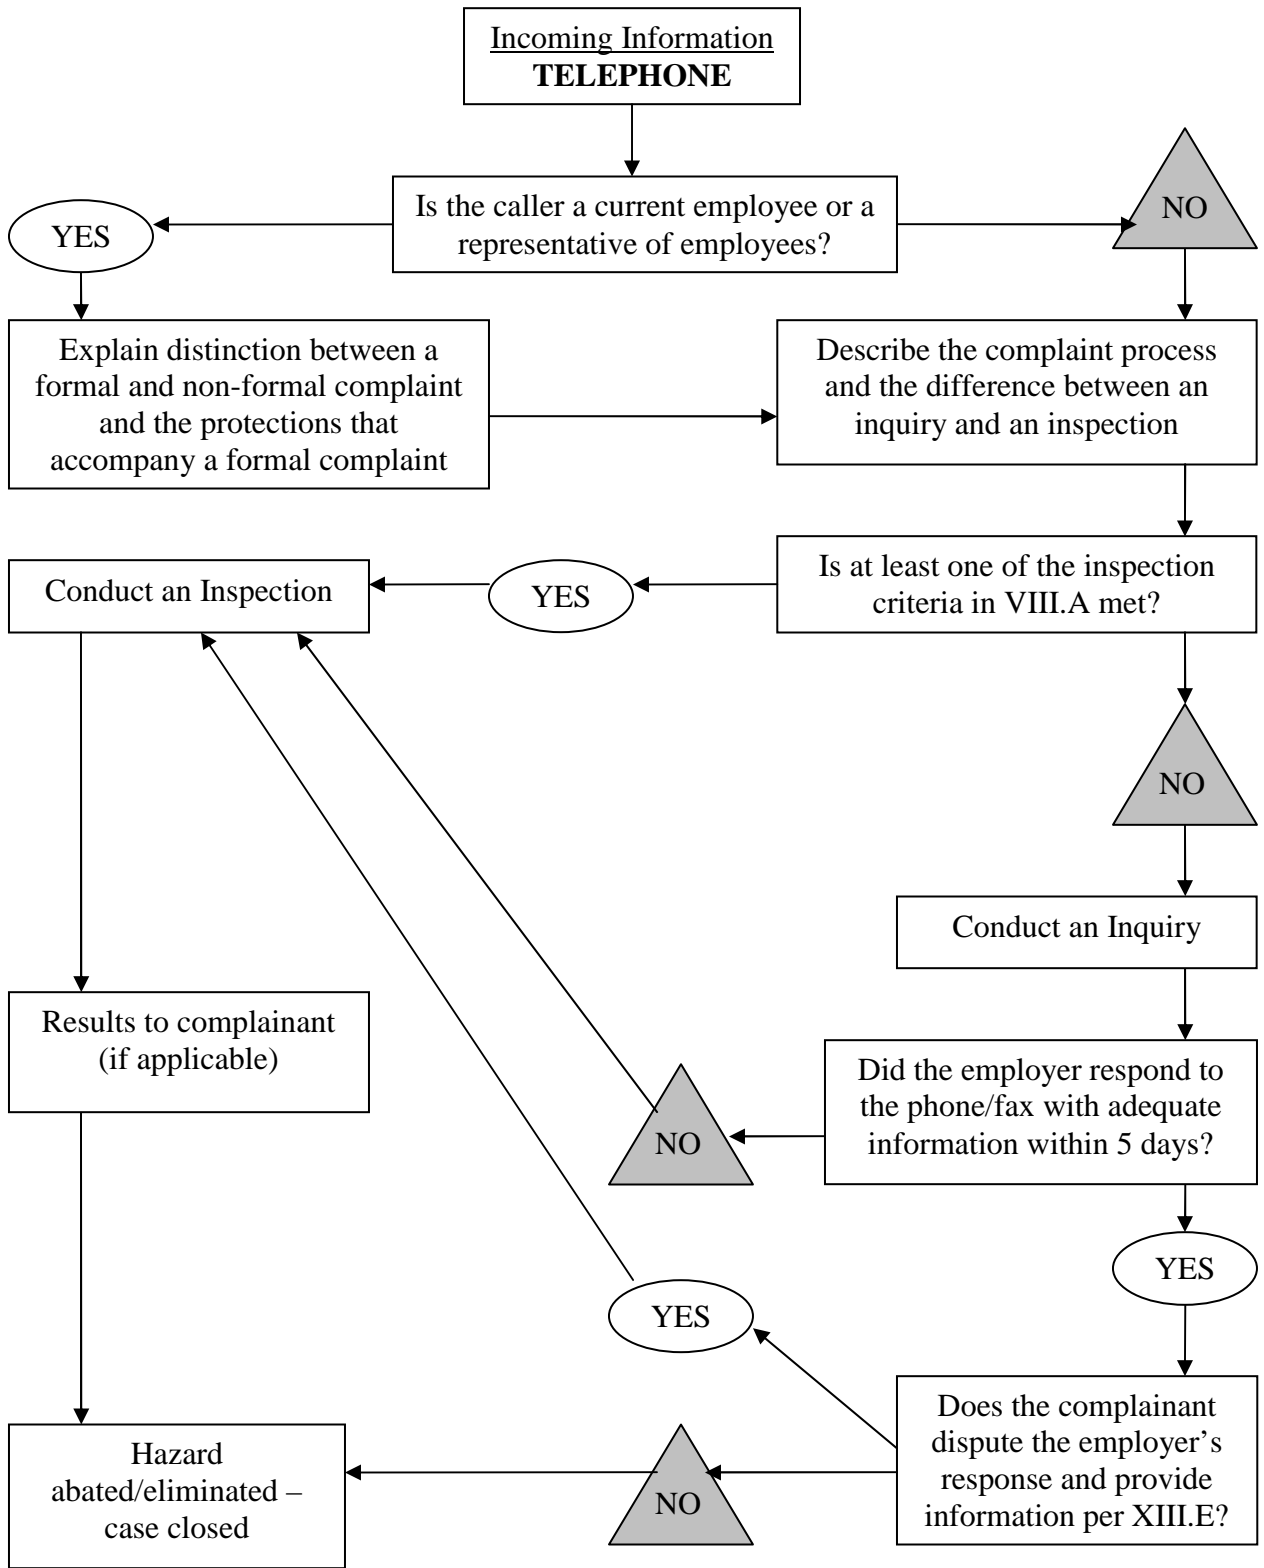 Incoming Information
TELEPHONE
Is the caller a current employee or a
representative of employees?
YES
NO
Explain distinction between a
formal and non-formal complaint
and the protections that
accompany a formal complaint
Describe the complaint process
and the difference between an
inquiry and an inspection
Conduct an Inspection
YES
Is at least one of the inspection
criteria in VIII.A met?
NO
Conduct an Inquiry
Results to complainant
(if applicable)
Did the employer respond to
the phone/fax with adequate
information within 5 days?
NO
YES
YES
Does the complainant
dispute the employer’s
response and provide
information per XIII.E?
NO
Hazard
abated/eliminated –
case closed